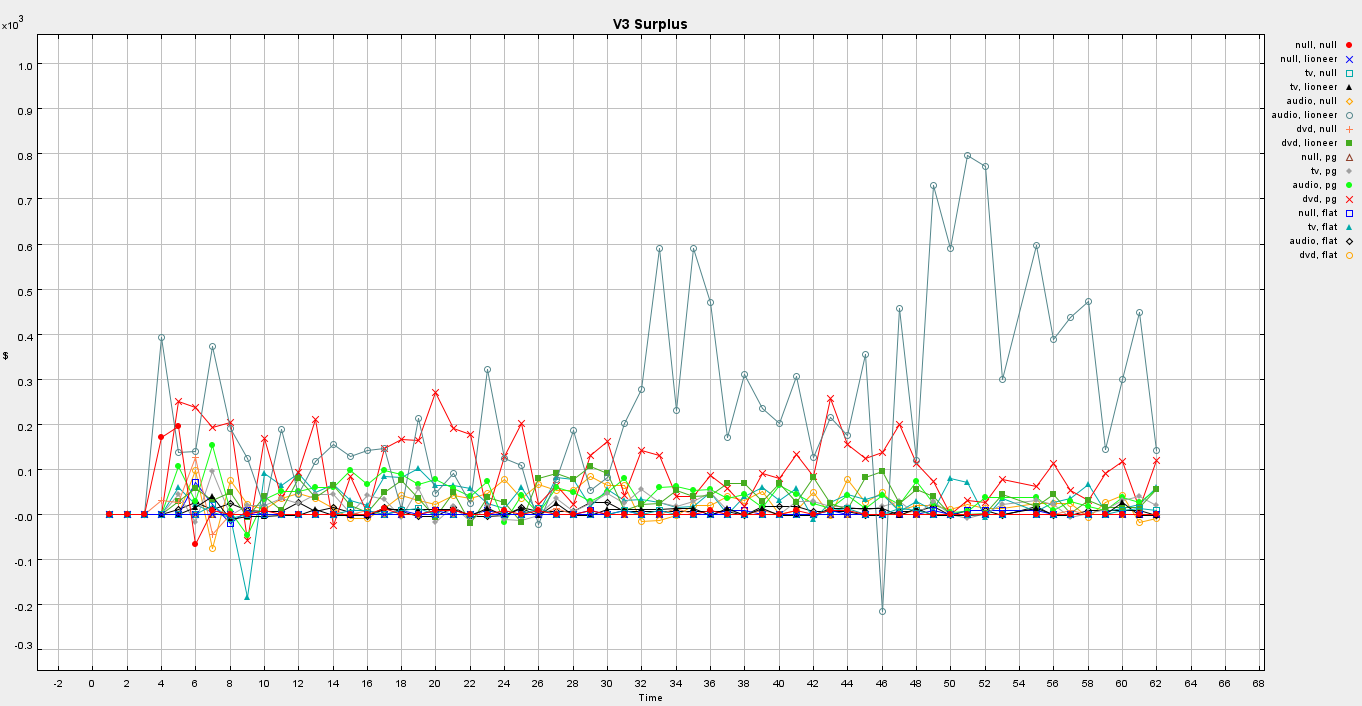 V3 Surplus
x10
3
1.0
0.9
0.8
0.7
0.6
0.5
0.4
$
0.3
0.2
0.1
-0.0
-0.1
-0.2
-0.3
-2 0 2 4 6 8 10 12 14 16 18 20 22 24 26 28 30 32 34 36 38 40 42 44 46 48 50 52 54 56 58 60 62 64 66 68
Time
null, null
null, lioneer
tv, null
tv, lioneer
audio, null
audio, lioneer
dvd, null
dvd, lioneer
null, pg
tv, pg
audio, pg
dvd, pg
null, flat
tv, flat
audio, flat
dvd, flat